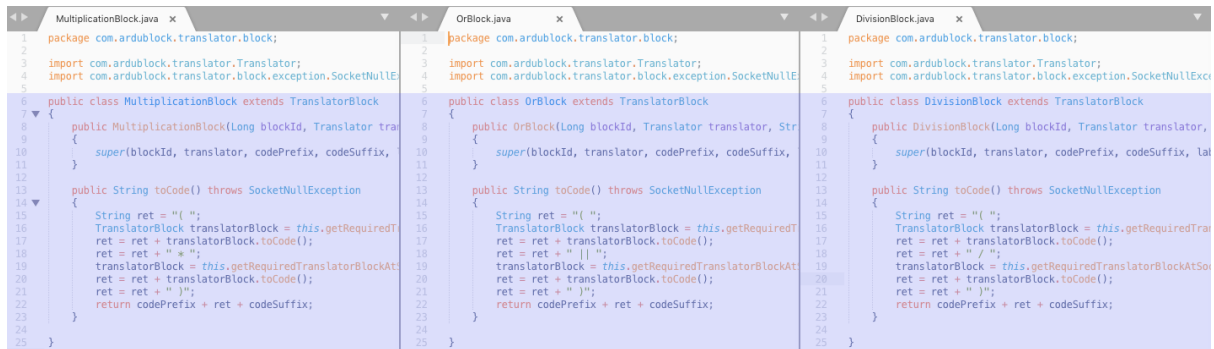 MultiplicationBlock.java ×
1 package com.ardublock.translator.block;
2
3 import com.ardublock.translator.Translator;
4 import com.ardublock.translator.block.exception.SocketNullE
5
6 public class MultiplicationBlock extends TranslatorBlock
7 {
8 public MultiplicationBlock(Long blockId, Translator tra
9 {
10 super(blockId, translator, codePrefix, codeSuffix,
11 }
12
13 public String toCode() throws SocketNullException
14 {
15 String ret = "( ";
16 TranslatorBlock translatorBlock = this.getRequiredT
17 ret = ret + translatorBlock.toCode();
18 ret = ret + " * ";
19 translatorBlock = this.getRequiredTranslatorBlockAt
20 ret = ret + translatorBlock.toCode();
21 ret = ret + " )";
22 return codePrefix + ret + codeSuffix;
23 }
24
25 }
OrBlock.java ×
1 package com.ardublock.translator.block;
2
3 import com.ardublock.translator.Translator;
4 import com.ardublock.translator.block.exception.SocketNullE
5
6 public class OrBlock extends TranslatorBlock
7 {
8 public OrBlock(Long blockId, Translator translator, Stri
9 {
10 super(blockId, translator, codePrefix, codeSuffix,
11 }
12
13 public String toCode() throws SocketNullException
14 {
15 String ret = "( ";
16 TranslatorBlock translatorBlock = this.getRequiredT
17 ret = ret + translatorBlock.toCode();
18 ret = ret + " || ";
19 translatorBlock = this.getRequiredTranslatorBlockAt
20 ret = ret + translatorBlock.toCode();
21 ret = ret + " )";
22 return codePrefix + ret + codeSuffix;
23 }
24
25 }
DivisionBlock.java ×
1 package com.ardublock.translator.block;
2
3 import com.ardublock.translator.Translator;
4 import com.ardublock.translator.block.exception.SocketNullExce
5
6 public class DivisionBlock extends TranslatorBlock
7 {
8 public DivisionBlock(Long blockId, Translator translator,
9 {
10 super(blockId, translator, codePrefix, codeSuffix, lab
11 }
12
13 public String toCode() throws SocketNullException
14 {
15 String ret = "( ";
16 TranslatorBlock translatorBlock = this.getRequiredTran
17 ret = ret + translatorBlock.toCode();
18 ret = ret + " / ";
19 translatorBlock = this.getRequiredTranslatorBlockAtSoc
20 ret = ret + translatorBlock.toCode();
21 ret = ret + " )";
22 return codePrefix + ret + codeSuffix;
23 }
24
25 }